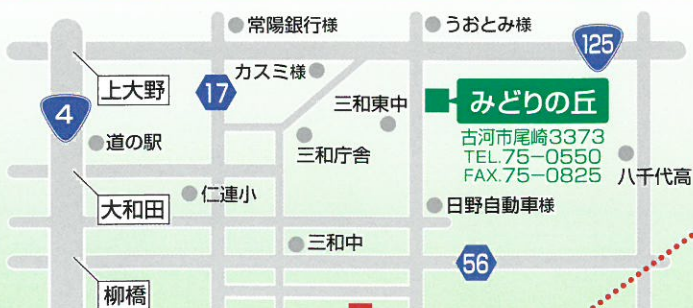 常陽銀行様
うおとみ様
125
上大野
17
カスミ様
4
三和東中
みどりの丘
道の駅
三和庁舎
古河市尾崎3373
TEL.75-0550
FAX.75-0825
八千代高
大和田
仁連小
日野自動車様
三和中
56
柳橋